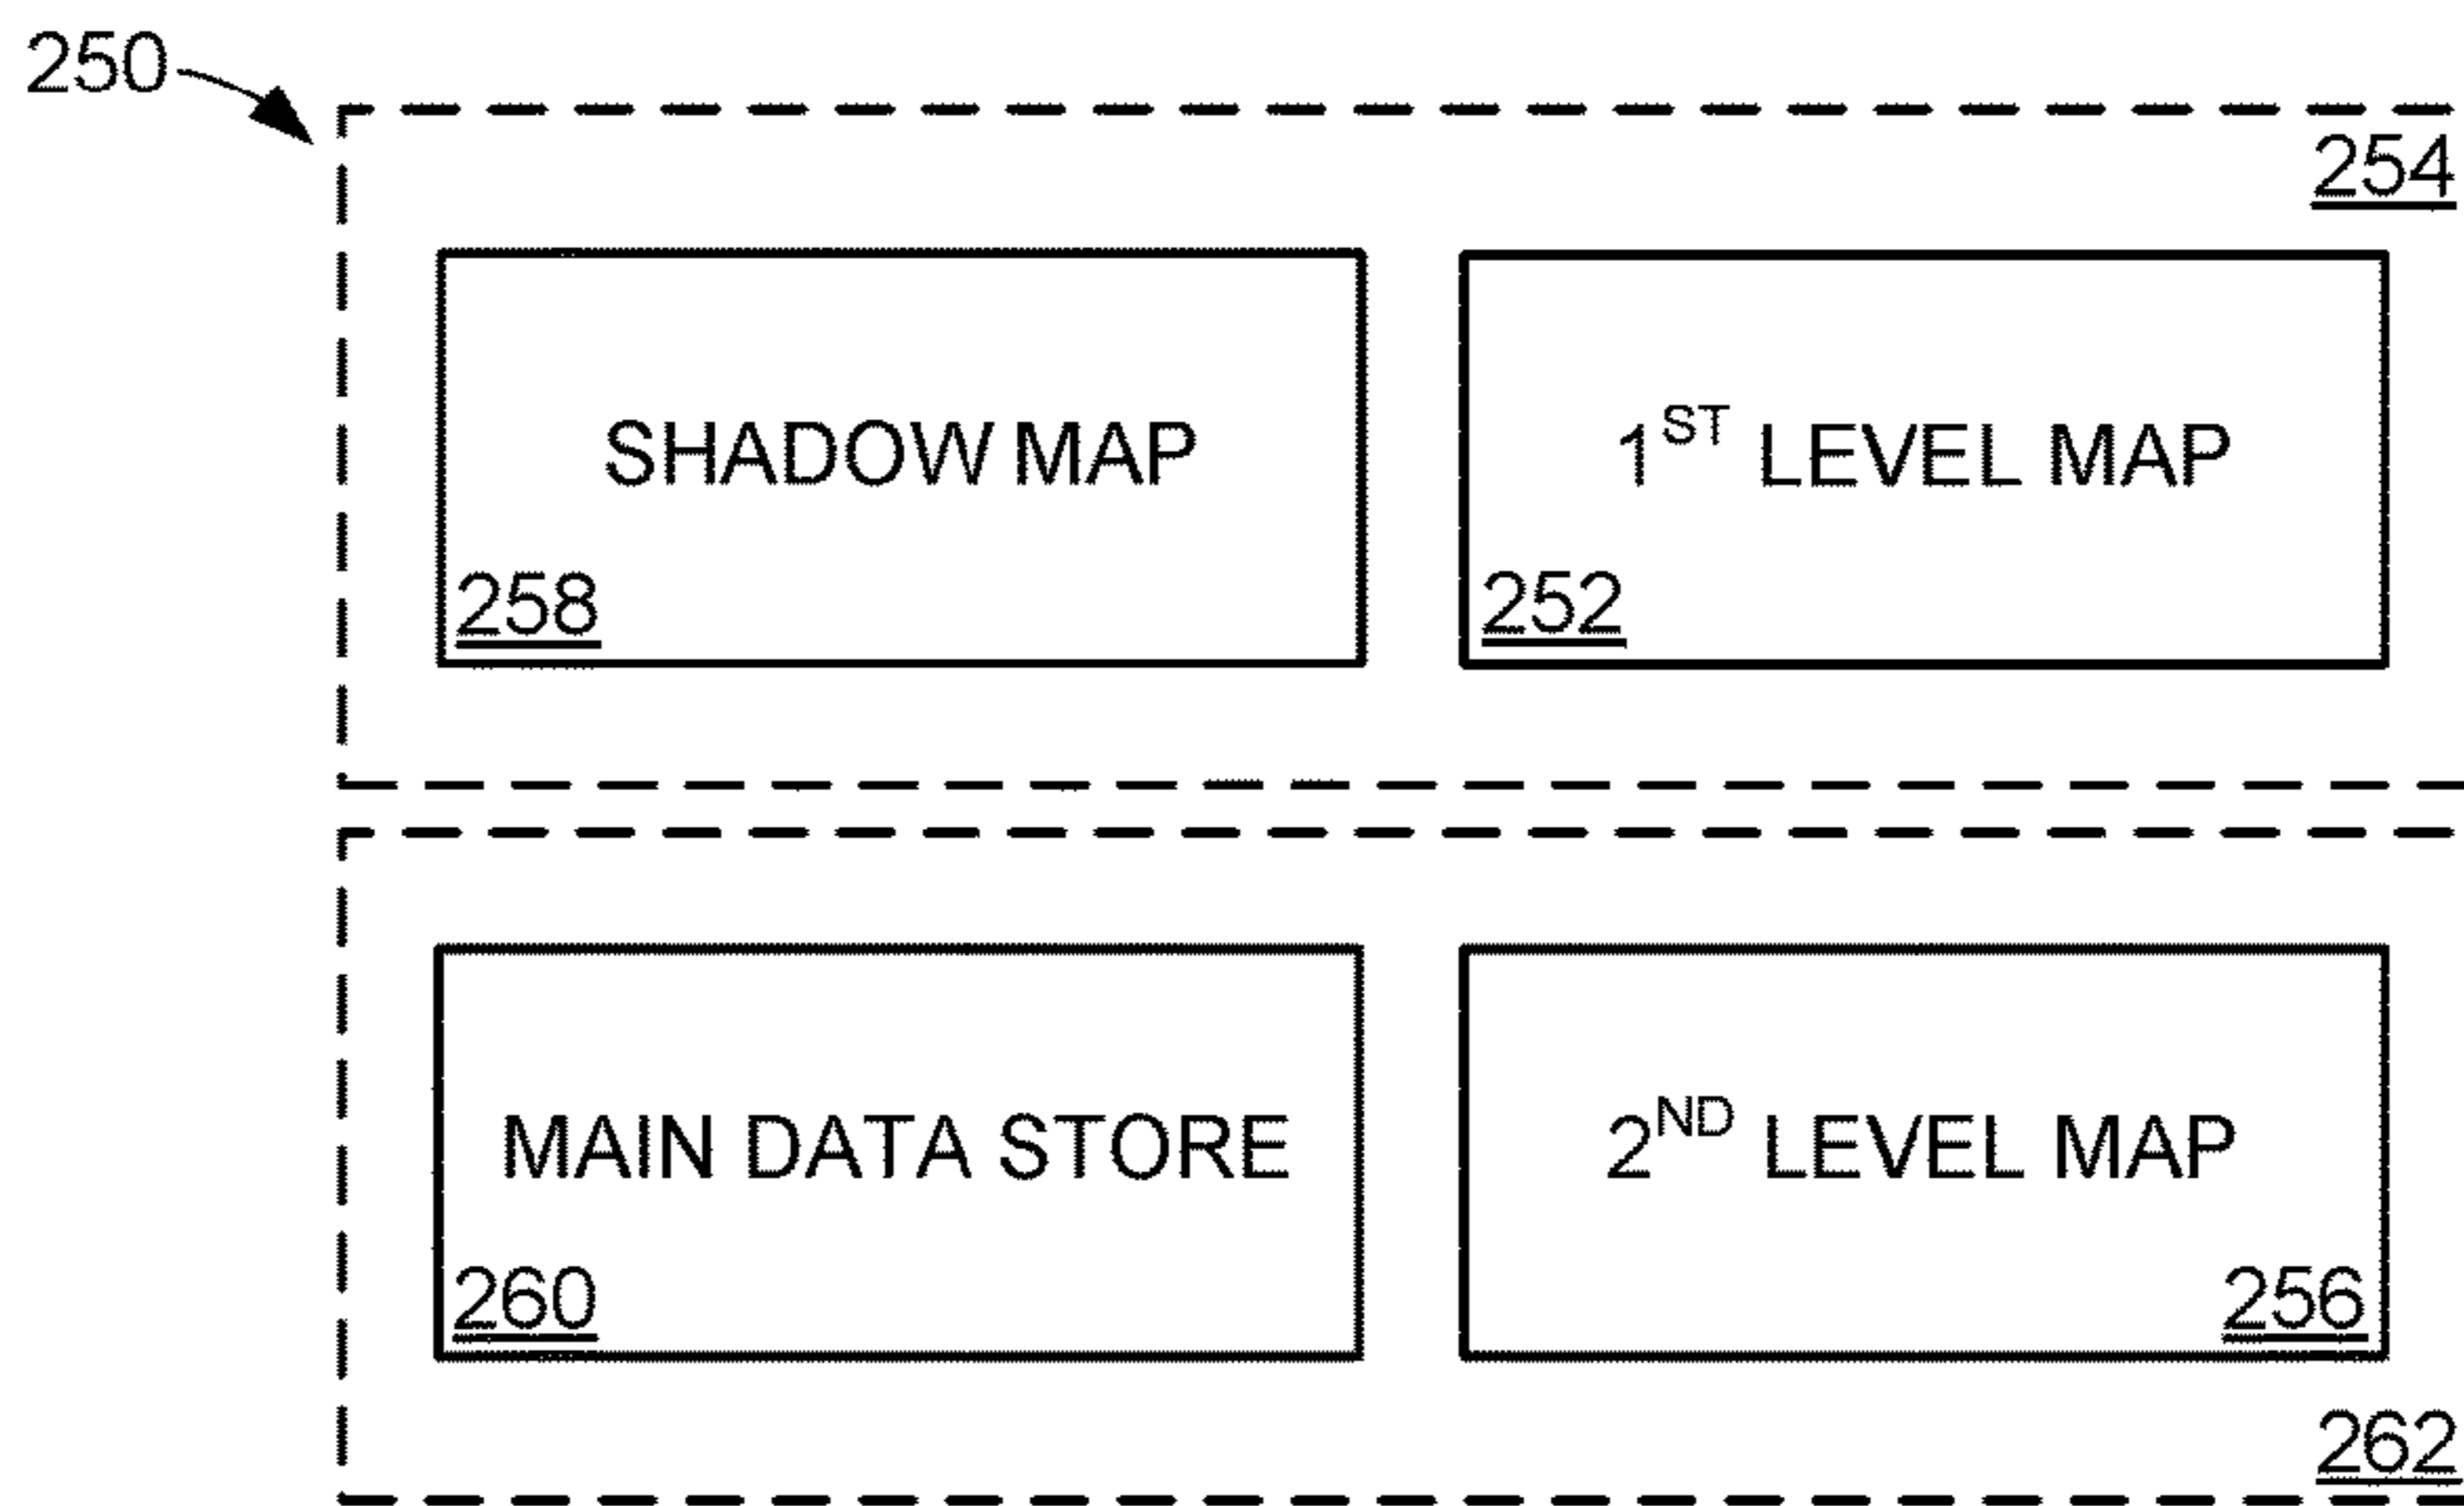 250
254
SHADOW MAP
258
1ST LEVEL MAP
252
MAIN DATA STORE
260
2ND LEVEL MAP
256
262